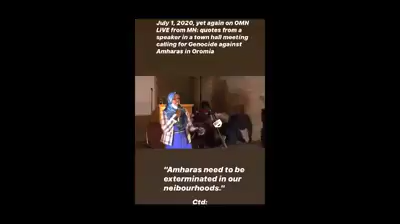 July 1, 2020, yet again on OMN
LIVE from MN: quotes from a
speaker in a town hall meeting
calling for Genocide against
Amharas in Oromia
"Amharas need to be
exterminated in our
neibourhoods."
Ctd: